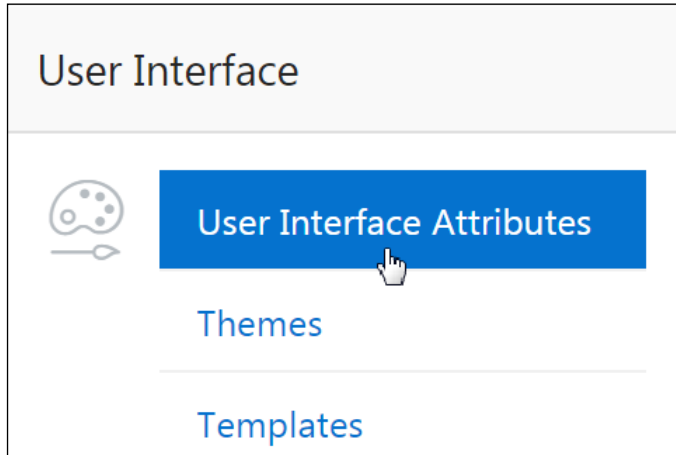 User Interface
User Interface Attributes
Themes
Templates